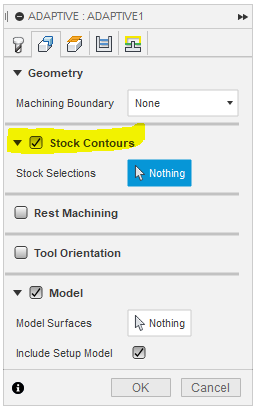 ADAPTIVE : ADAPTIVE1
Geometry
Machining Boundary None
Stock Contours
Stock Selections Nothing
Rest Machining
Tool Orientation
Model
Model Surfaces Nothing
Include Setup Model
OK Cancel